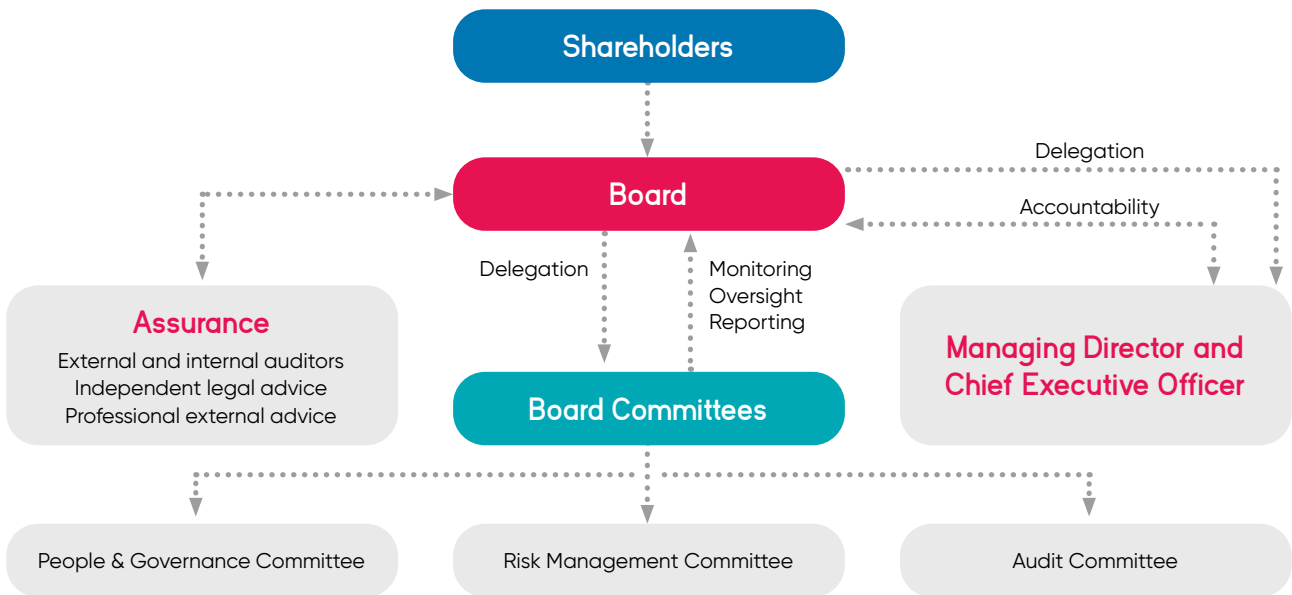 Shareholders
Delegation
Board
Accountability
Delegation
Monitoring
Oversight
Reporting
Assurance
External and internal auditors
Independent legal advice
Professional external advice
Managing Director and
Chief Executive Officer
Board Committees
People & Governance Committee
Risk Management Committee
Audit Committee